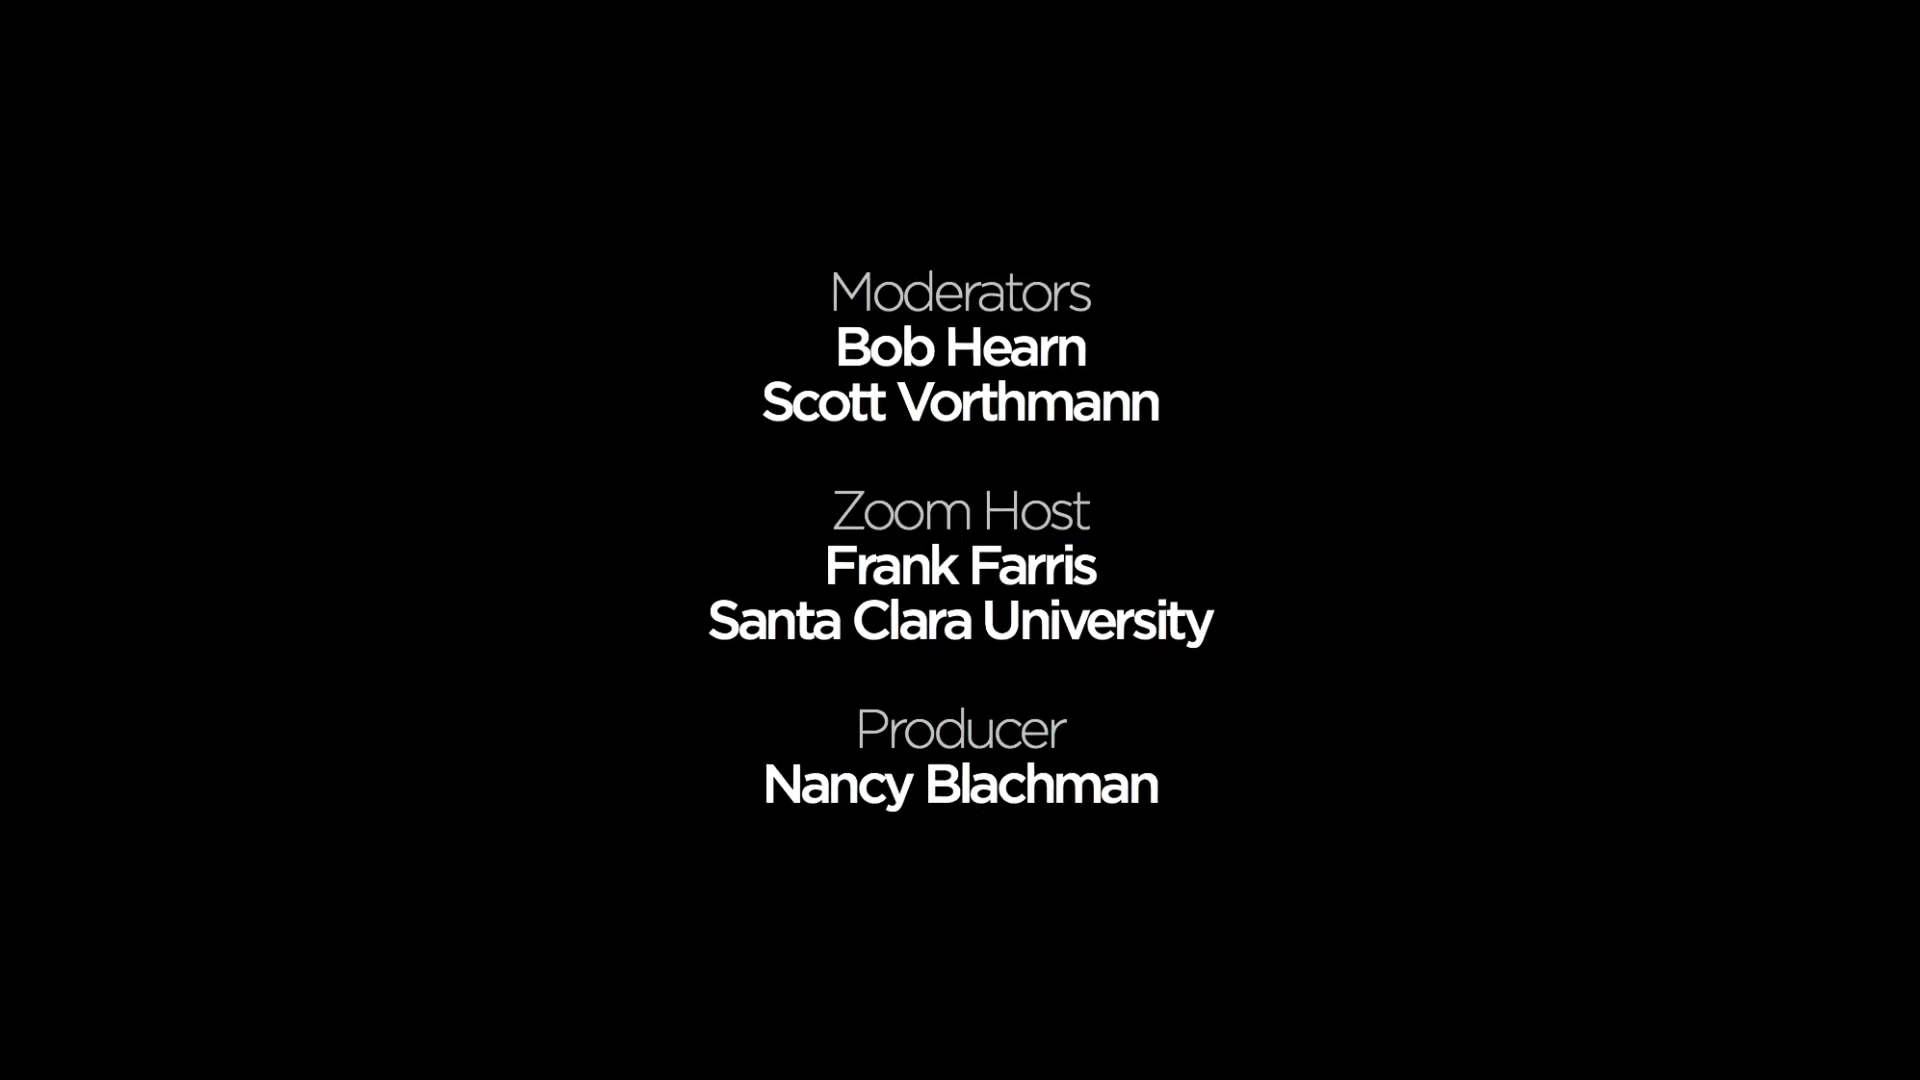 Moderators
Bob Hearn
Scott Vorthmann
Zoom Host
Frank Farris
Santa Clara University
Producer
Nancy Blachman